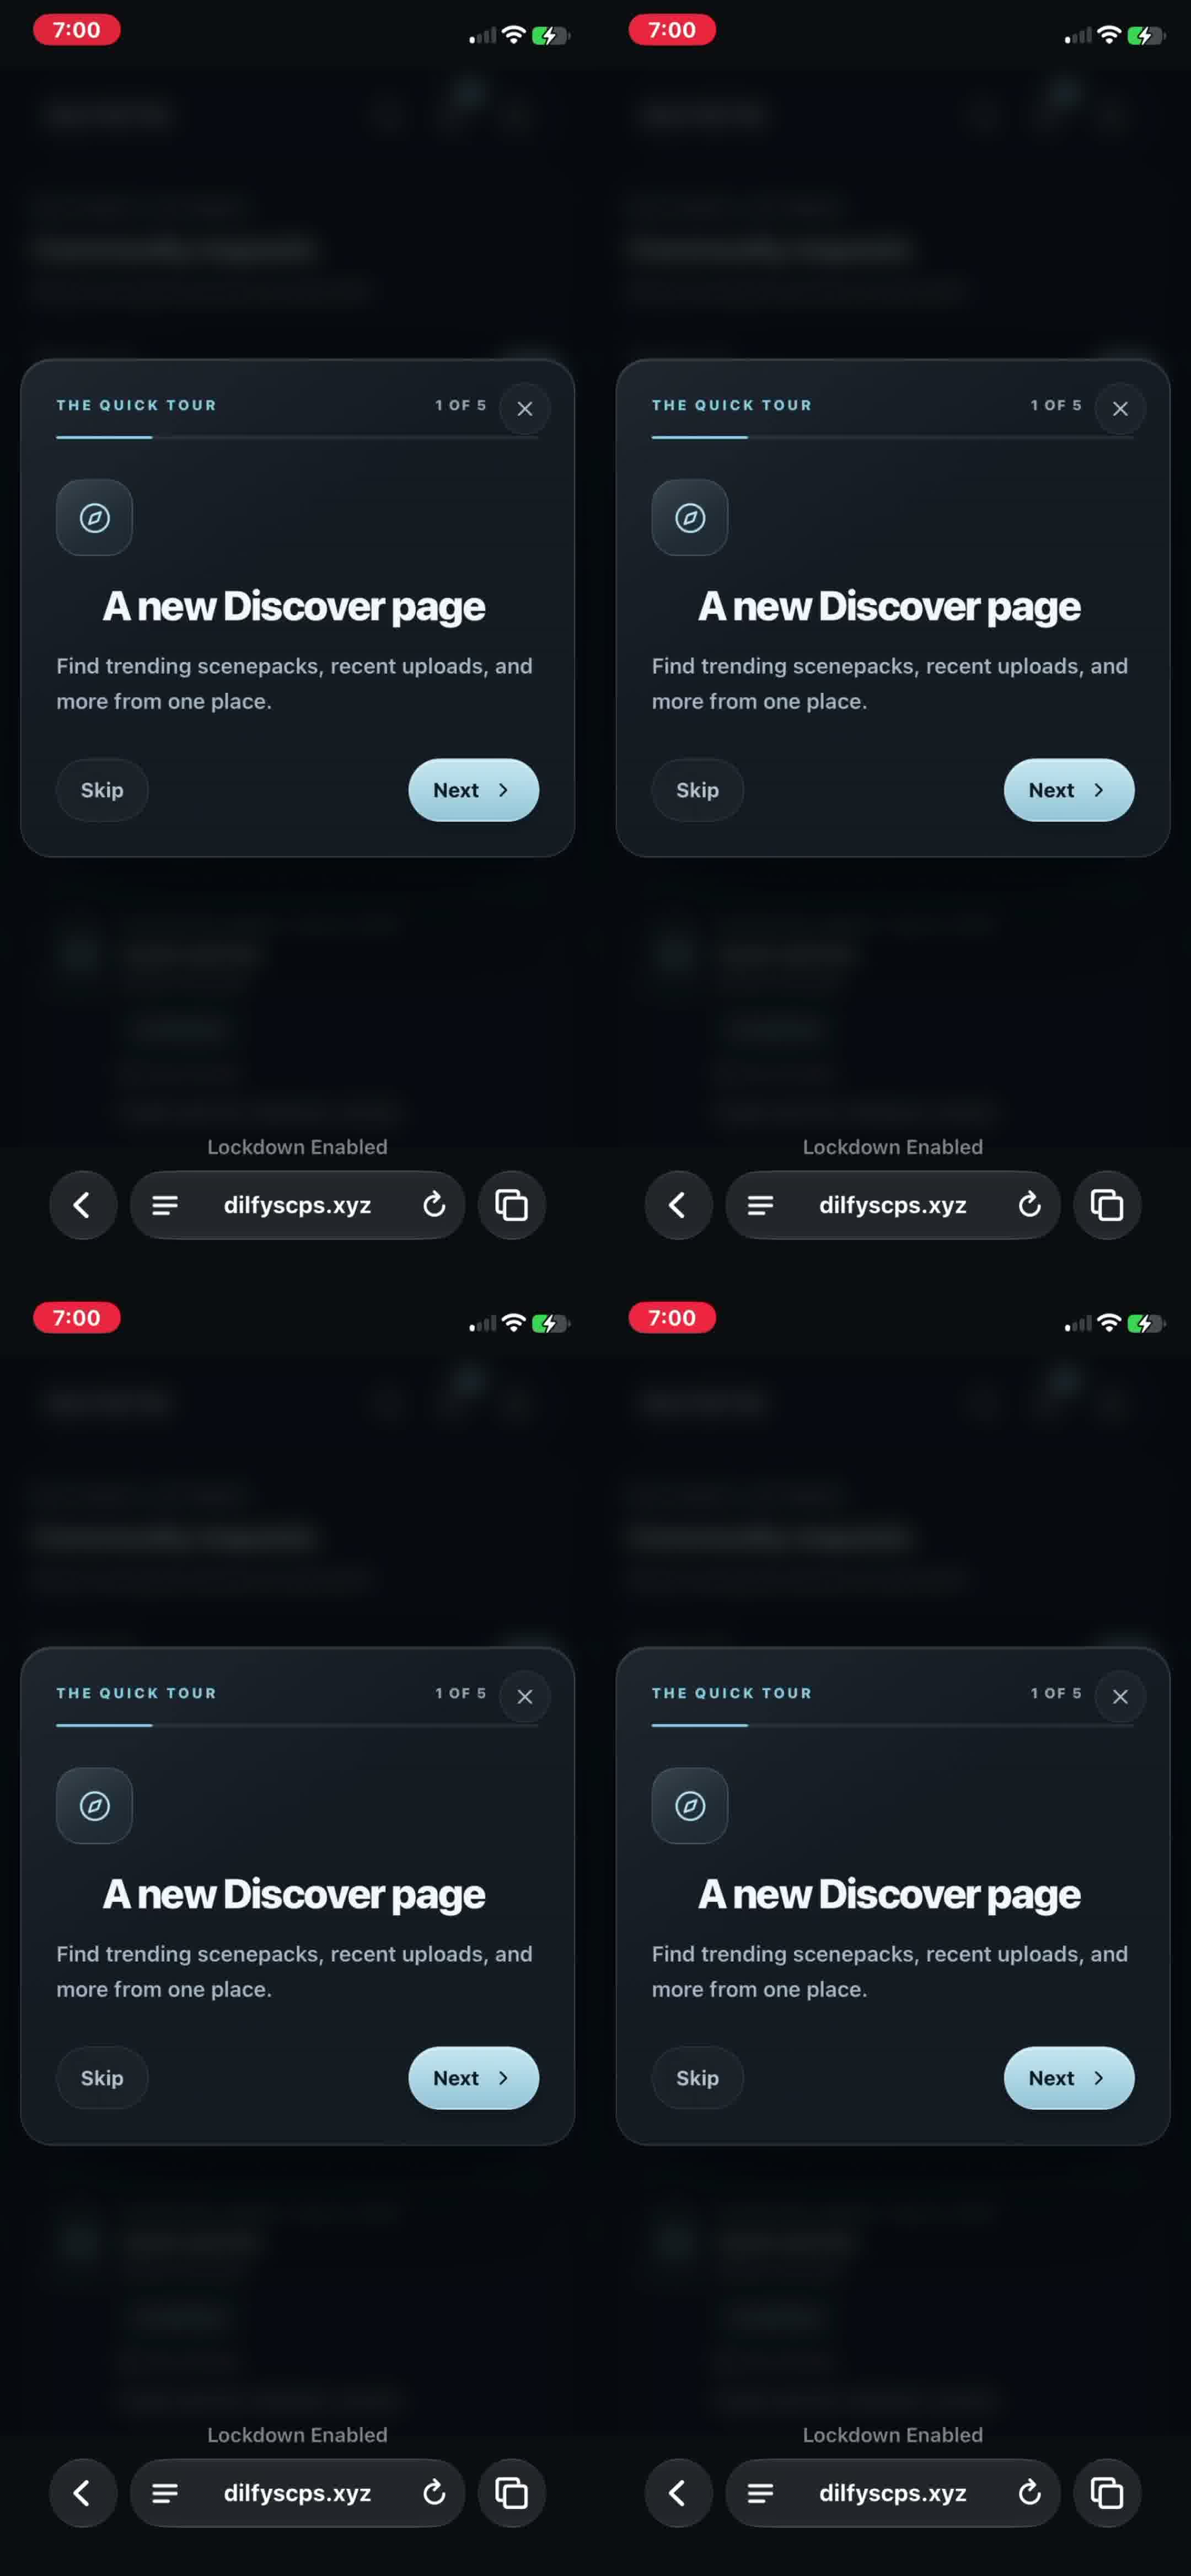 7:00
THE QUICK TOUR
1 OF 5
A new Discover page
Find trending scenepacks, recent uploads, and
more from one place.
Skip
Next
Lockdown Enabled
dilfyscps.xyz
7:00
THE QUICK TOUR
1 OF 5
A new Discover page
Find trending scenepacks, recent uploads, and
more from one place.
Skip
Next
Lockdown Enabled
dilfyscps.xyz
7:00
THE QUICK TOUR
1 OF 5
A new Discover page
Find trending scenepacks, recent uploads, and
more from one place.
Skip
Next
Lockdown Enabled
dilfyscps.xyz
7:00
THE QUICK TOUR
1 OF 5
A new Discover page
Find trending scenepacks, recent uploads, and
more from one place.
Skip
Next
Lockdown Enabled
dilfyscps.xyz